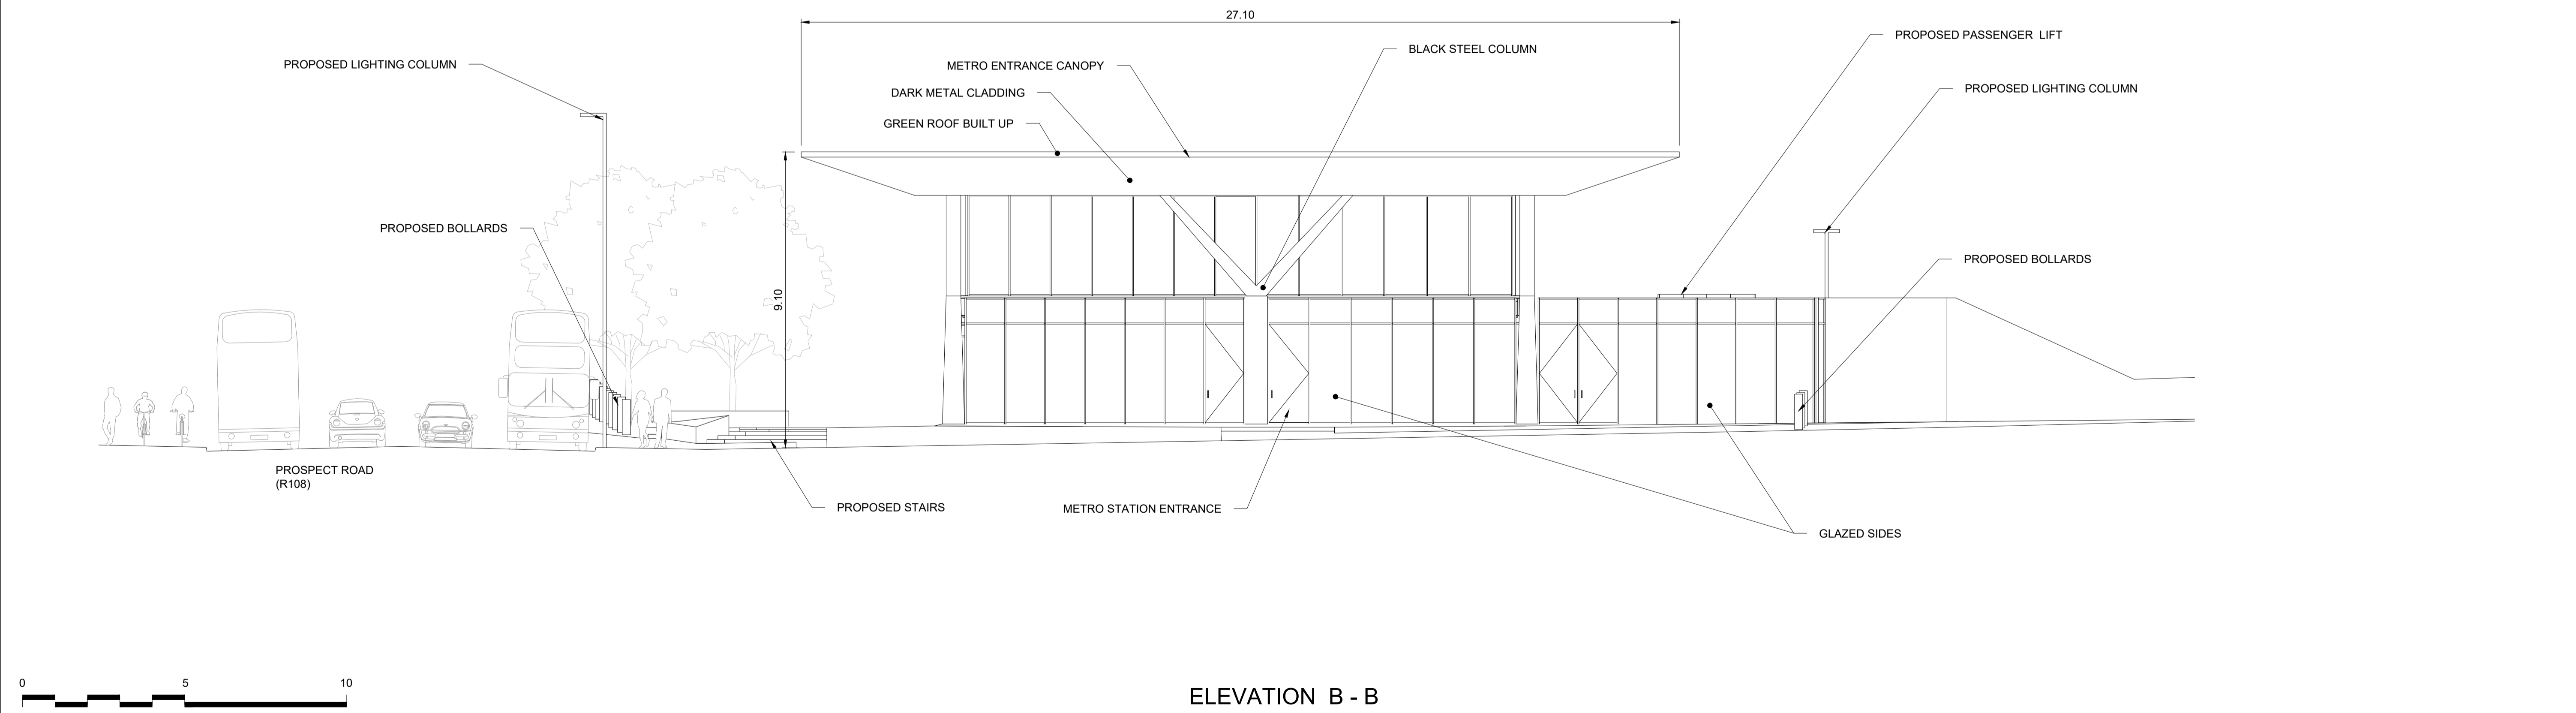 27.10
PROPOSED PASSENGER LIFT
BLACK STEEL COLUMN
PROPOSED LIGHTING COLUMN
METRO ENTRANCE CANOPY
PROPOSED LIGHTING COLUMN
DARK METAL CLADDING
GREEN ROOF BUILT UP
PROPOSED BOLLARDS
PROPOSED BOLLARDS
9.10
PROSPECT ROAD
(R108)
PROPOSED STAIRS
METRO STATION ENTRANCE
GLAZED SIDES
0 5 10
ELEVATION B - B